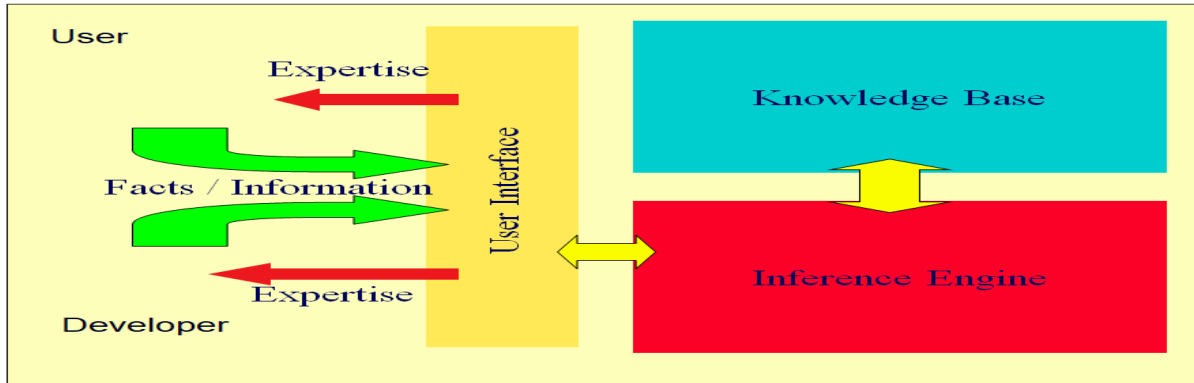 User
Expertise
Knowledge Base
Facts / Information
User Interface
Inference Engine
Expertise
Developer